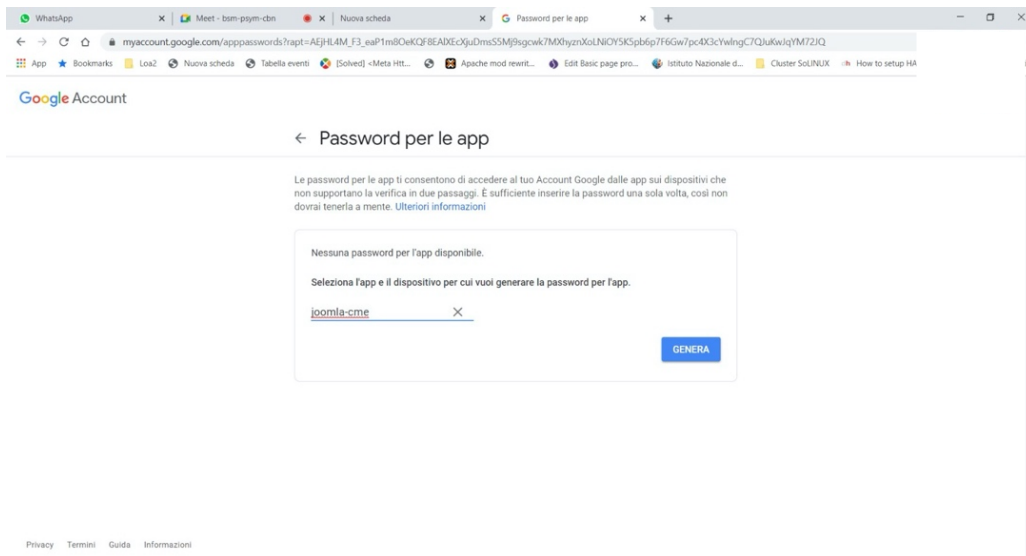 WhatsApp
Meet - bsm-psym-cbn
Nuova scheda
Password per le app
myaccount.google.com/apppasswords?rapt=AEjHL4M_F3_eaP1m8OeKQF8EAlXEcXjuDmsS5Mj9sgcwk7MXhyznXoLNiOY5K5pb6p7F6Gw7pc4X3cYwlngC7QJuKwJqYM72JQ
App Bookmarks Loa2 Nuova scheda Tabella eventi [Solved] <Meta Htt... Apache mod rewrit... Edit Basic page pro... Istituto Nazionale d... Cluster SoLINUX How to setup HA
Google Account
Password per le app
Le password per le app ti consentono di accedere al tuo Account Google dalle app sui dispositivi che
non supportano la verifica in due passaggi. È sufficiente inserire la password una sola volta, così non
dovrai tenerla a mente. Ulteriori informazioni
Nessuna password per l'app disponibile.
Seleziona l'app e il dispositivo per cui vuoi generare la password per l'app.
joomla-cme
GENERA
Privacy Termini Guida Informazioni